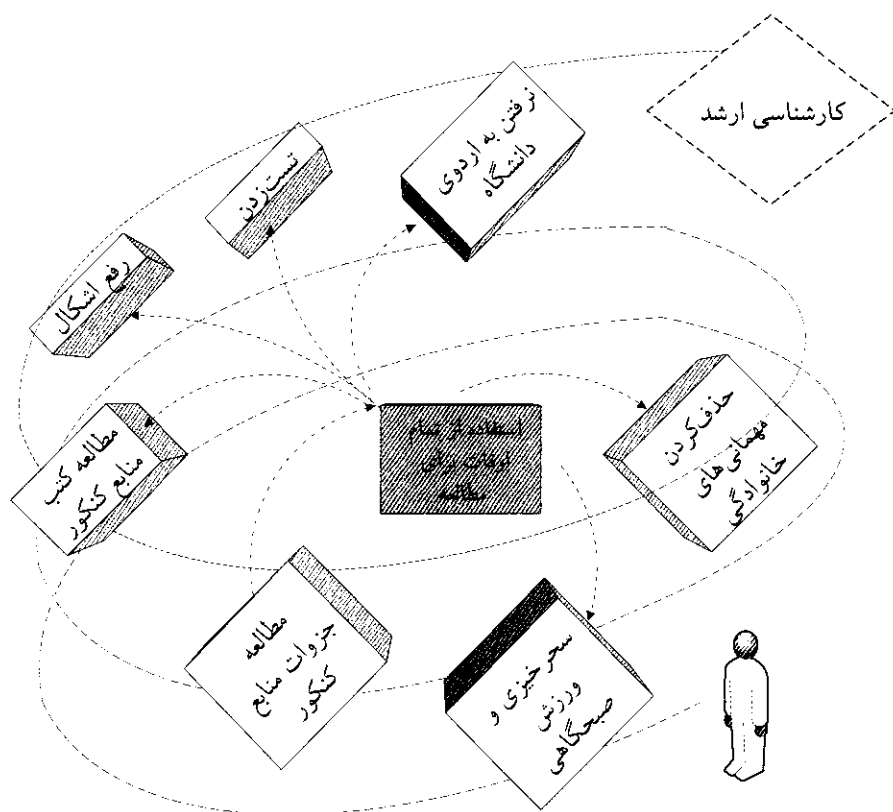 کارشناسی ارشد
نرفتن به اردوی
دانشگاه
تست‌زدن
رفع اشکال
استفاده از تمام
اوقات برای
مطالعه
حذف‌کردن
مهمانی‌های
خانوادگی
مطالعه کتب
منابع کنکور
مطالعه
جزوات منابع
کنکور
سحرخیزی و
ورزش
صبحگاهی